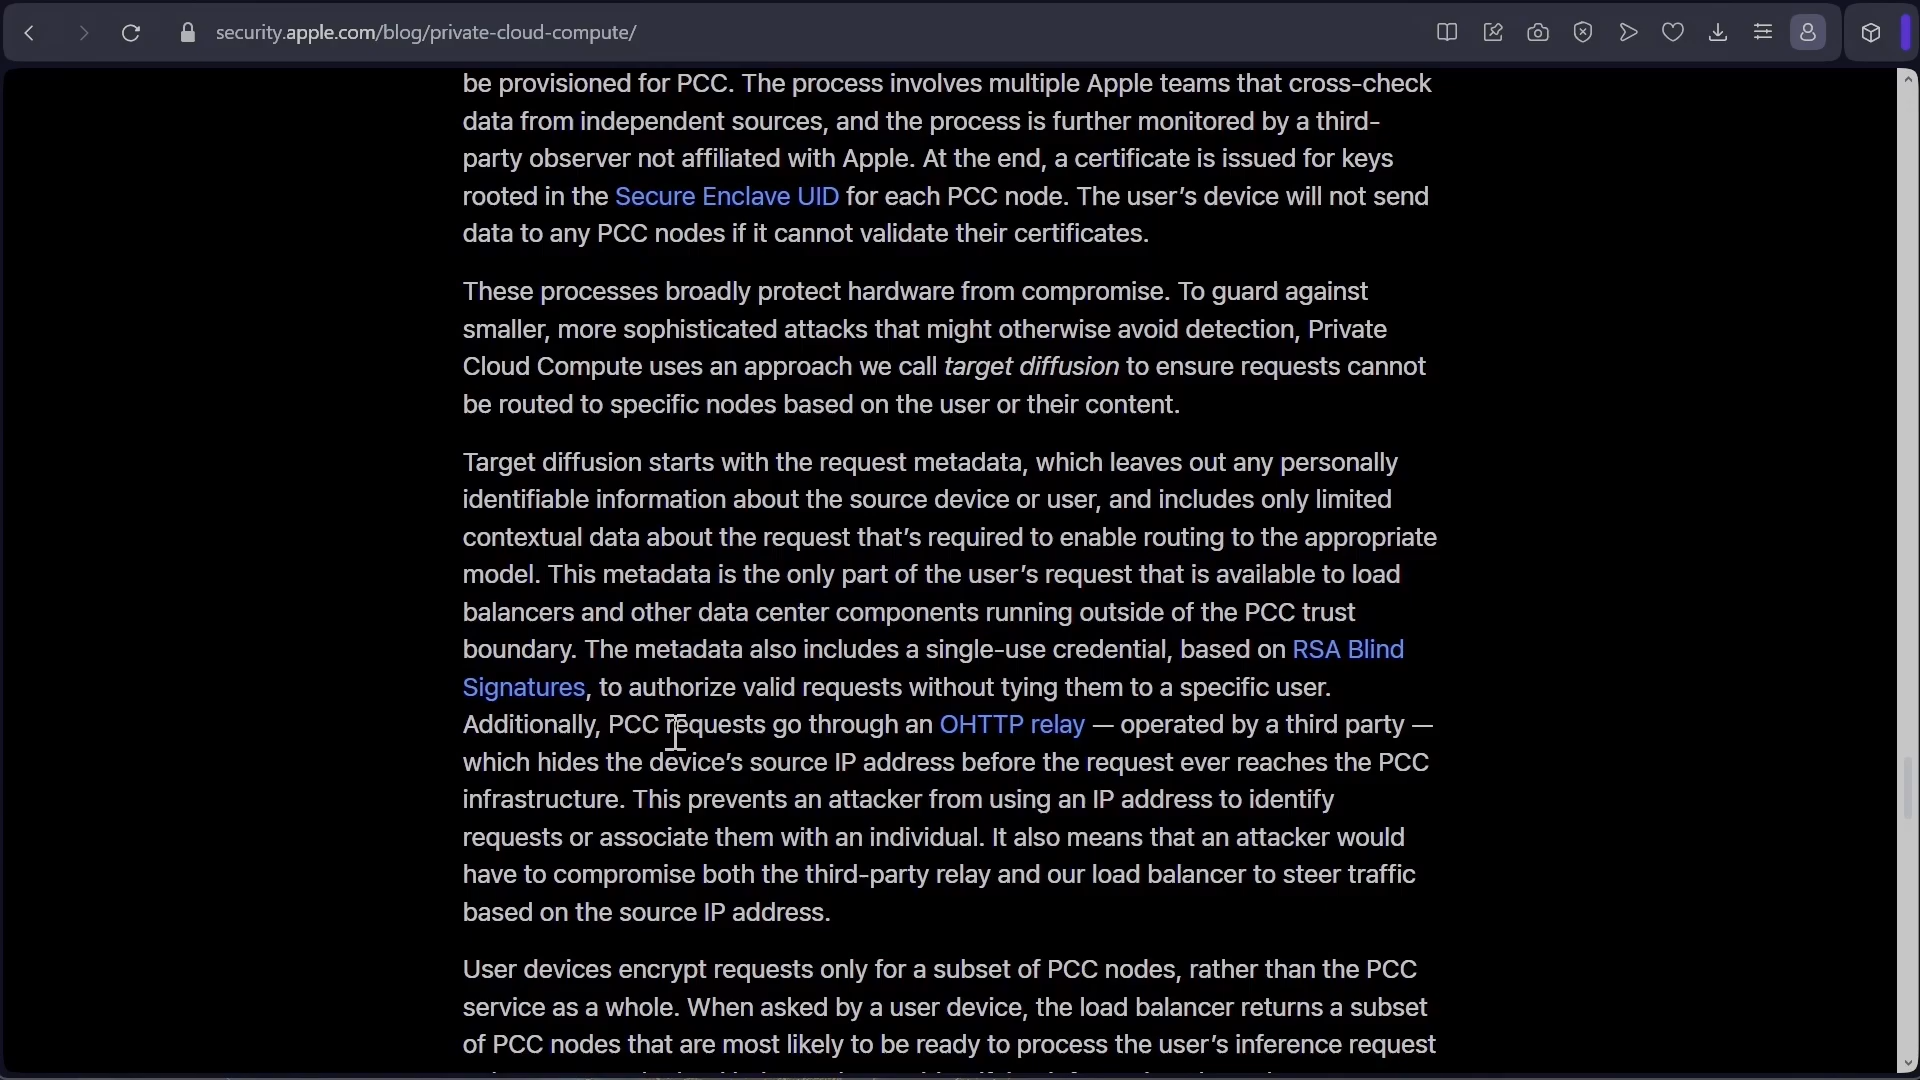 security.apple.com/blog/private-cloud-compute/
be provisioned for PCC. The process involves multiple Apple teams that cross-check
data from independent sources, and the process is further monitored by a third-
party observer not affiliated with Apple. At the end, a certificate is issued for keys
rooted in the Secure Enclave UID for each PCC node. The user’s device will not send
data to any PCC nodes if it cannot validate their certificates.
These processes broadly protect hardware from compromise. To guard against
smaller, more sophisticated attacks that might otherwise avoid detection, Private
Cloud Compute uses an approach we call target diffusion to ensure requests cannot
be routed to specific nodes based on the user or their content.
Target diffusion starts with the request metadata, which leaves out any personally
identifiable information about the source device or user, and includes only limited
contextual data about the request that’s required to enable routing to the appropriate
model. This metadata is the only part of the user’s request that is available to load
balancers and other data center components running outside of the PCC trust
boundary. The metadata also includes a single-use credential, based on RSA Blind
Signatures, to authorize valid requests without tying them to a specific user.
Additionally, PCC requests go through an OHTTP relay — operated by a third party —
which hides the device’s source IP address before the request ever reaches the PCC
infrastructure. This prevents an attacker from using an IP address to identify
requests or associate them with an individual. It also means that an attacker would
have to compromise both the third-party relay and our load balancer to steer traffic
based on the source IP address.
User devices encrypt requests only for a subset of PCC nodes, rather than the PCC
service as a whole. When asked by a user device, the load balancer returns a subset
of PCC nodes that are most likely to be ready to process the user’s inference request